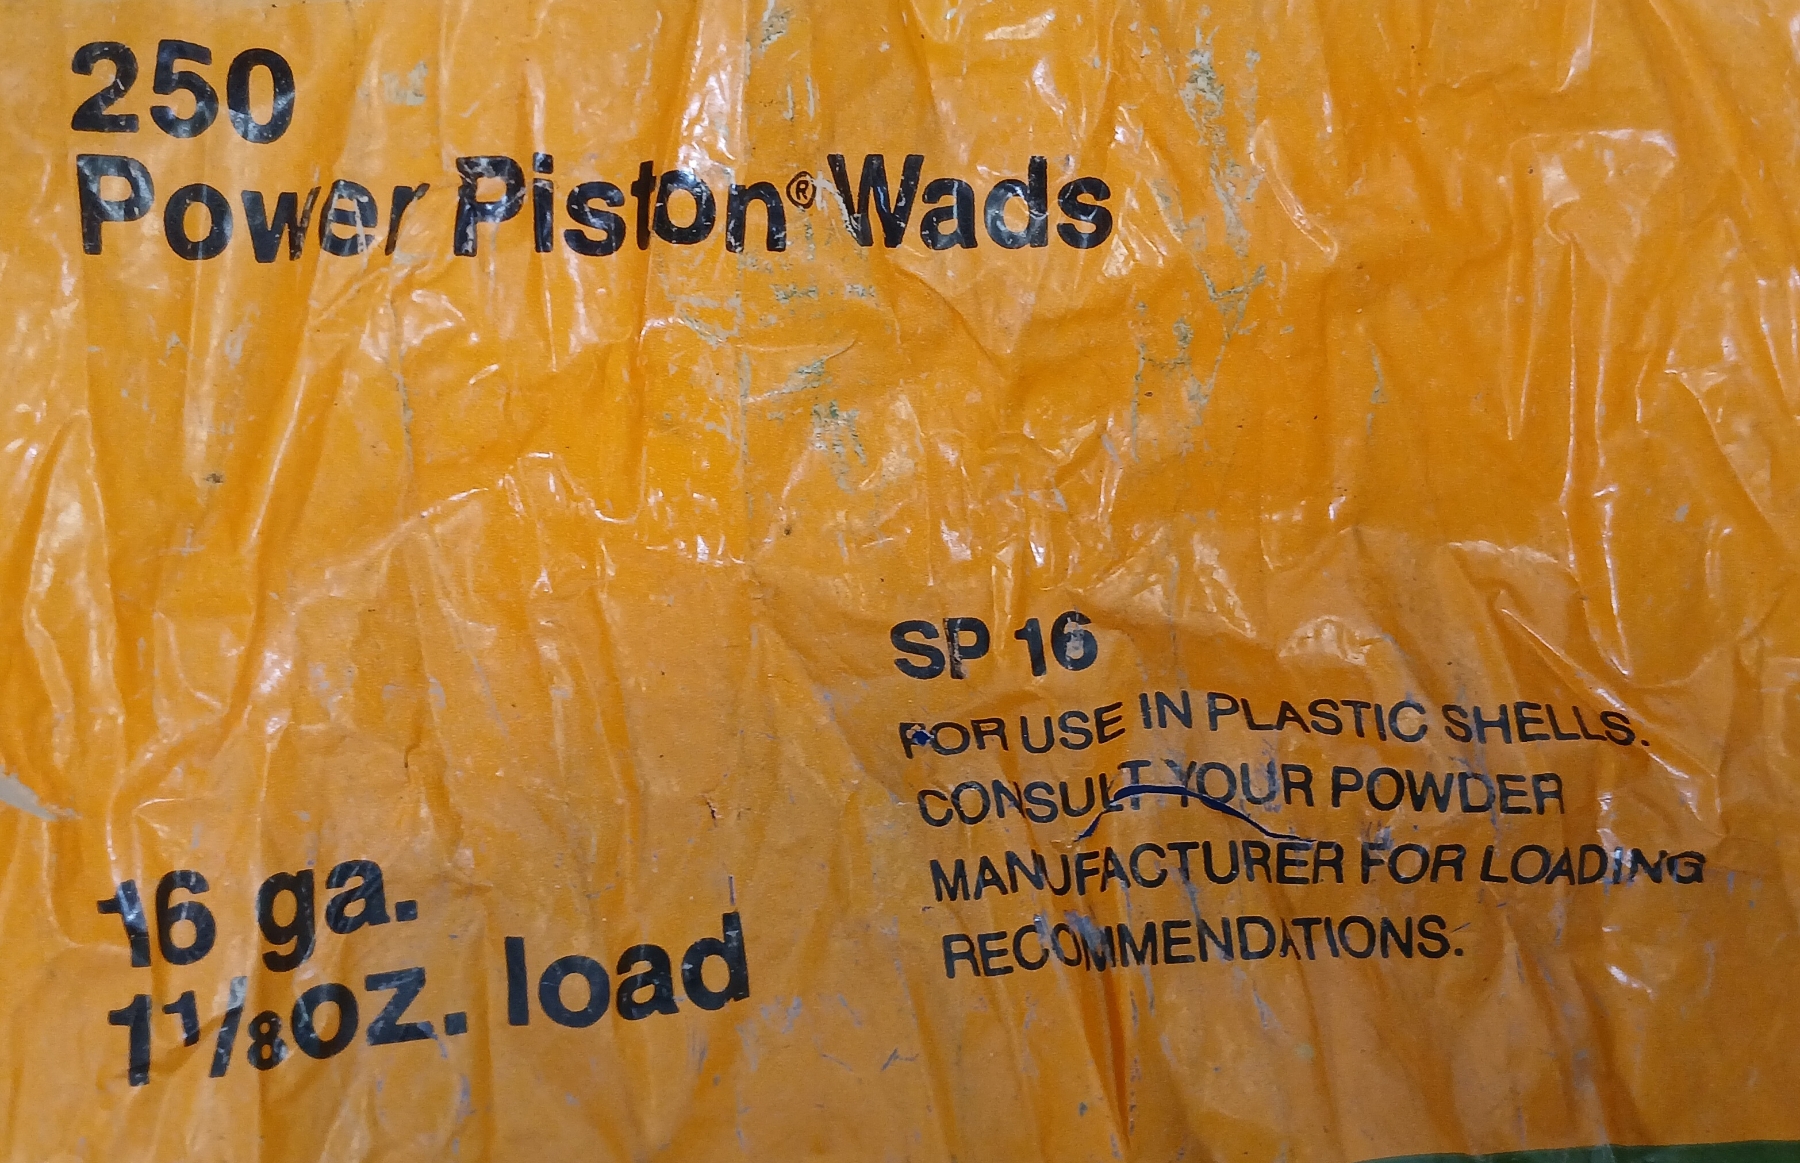 250
Power Piston® Wads
SP 16
FOR USE IN PLASTIC SHELLS.
CONSULT YOUR POWDER
MANUFACTURER FOR LOADING
RECOMMENDATIONS.
16 ga.
1 1/8 oz. load